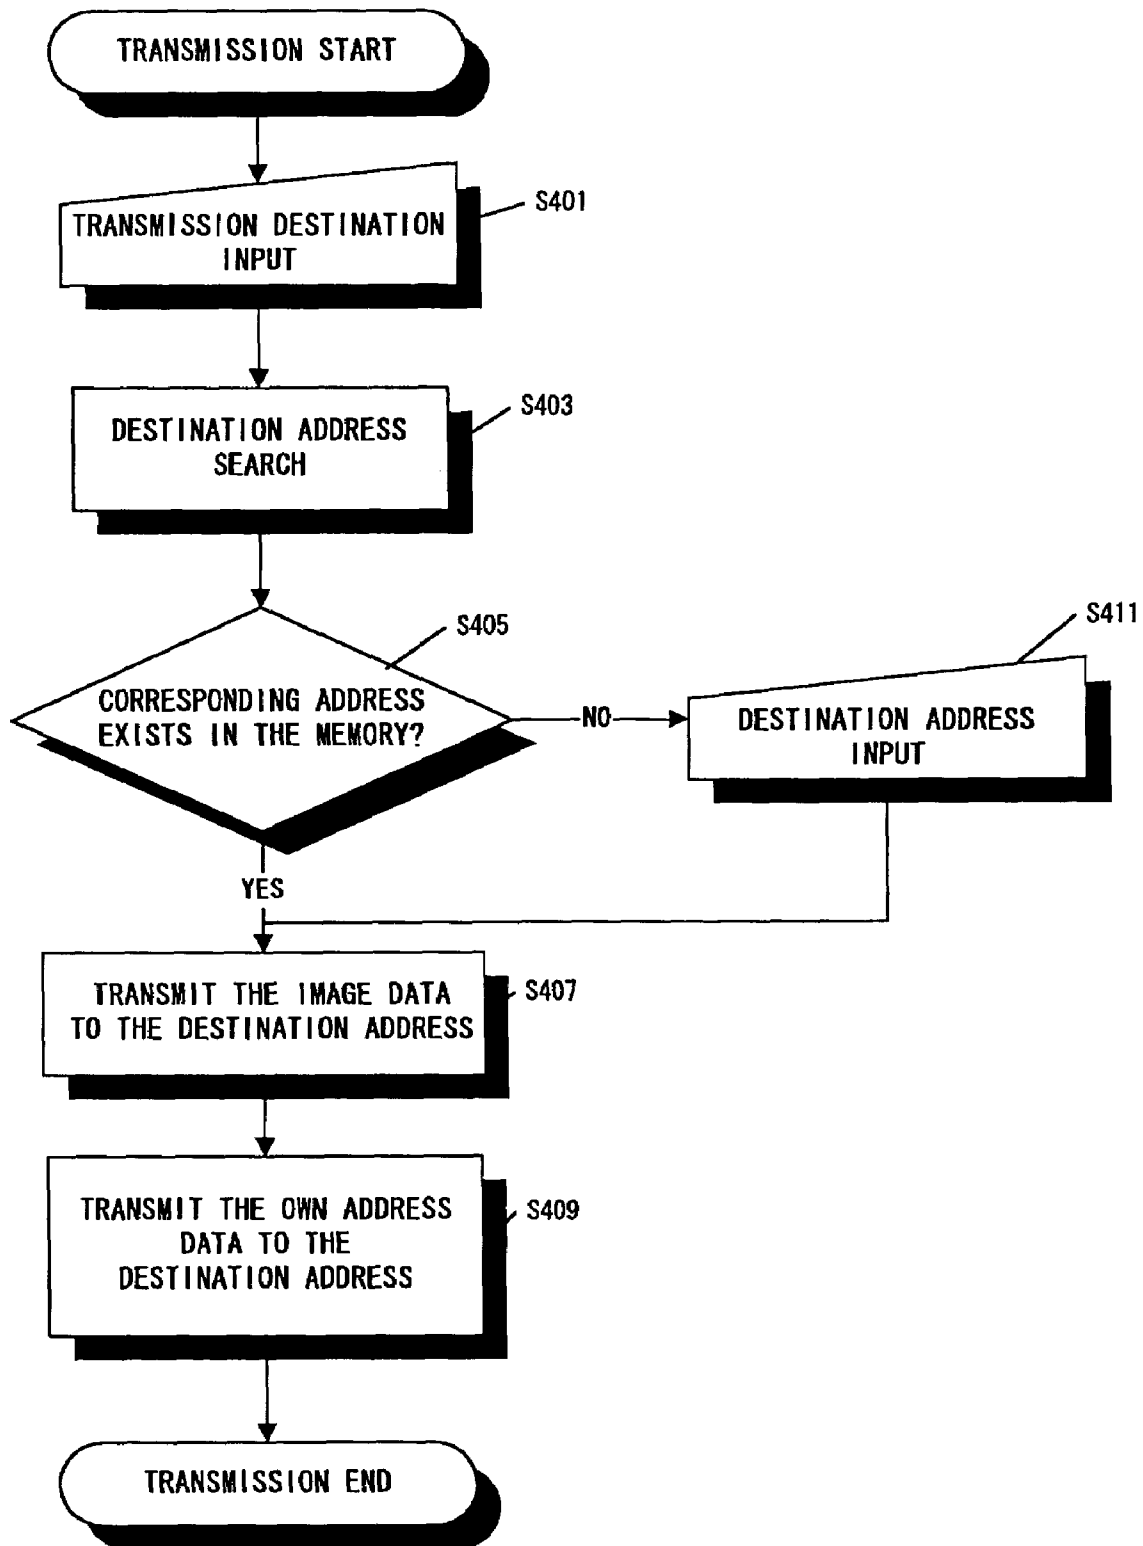 TRANSMISSION START
S401
TRANSMISSION DESTINATION
INPUT
S403
DESTINATION ADDRESS
SEARCH
S405
CORRESPONDING ADDRESS
EXISTS IN THE MEMORY?
NO
S411
DESTINATION ADDRESS
INPUT
YES
TRANSMIT THE IMAGE DATA
TO THE DESTINATION ADDRESS
S407
TRANSMIT THE OWN ADDRESS
DATA TO THE
DESTINATION ADDRESS
S409
TRANSMISSION END